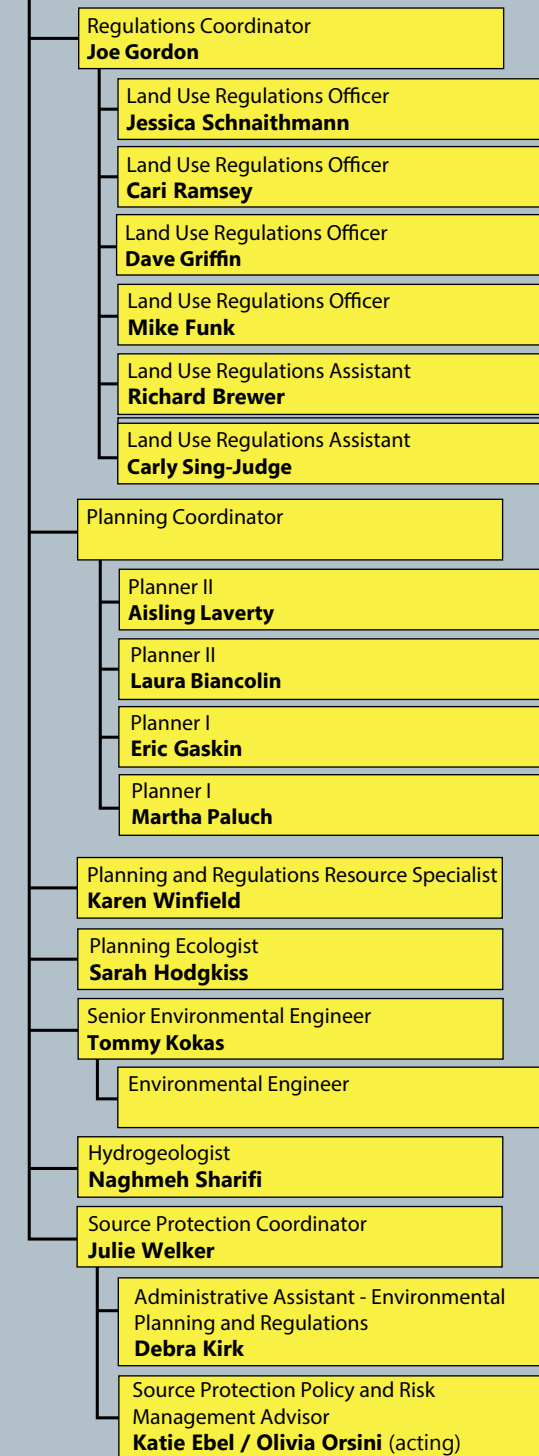 Regulations Coordinator
Joe Gordon
Land Use Regulations Officer
Jessica Schnaithmann
Land Use Regulations Officer
Cari Ramsey
Land Use Regulations Officer
Dave Griffin
Land Use Regulations Officer
Mike Funk
Land Use Regulations Assistant
Richard Brewer
Land Use Regulations Assistant
Carly Sing-Judge
Planning Coordinator
Planner II
Aisling Laverty
Planner II
Laura Biancolin
Planner I
Eric Gaskin
Planner I
Martha Paluch
Planning and Regulations Resource Specialist
Karen Winfield
Planning Ecologist
Sarah Hodgkiss
Senior Environmental Engineer
Tommy Kokas
Environmental Engineer
Hydrogeologist
Naghmeh Sharifi
Source Protection Coordinator
Julie Welker
Administrative Assistant - Environmental
Planning and Regulations
Debra Kirk
Source Protection Policy and Risk
Management Advisor
Katie Ebel / Olivia Orsini (acting)